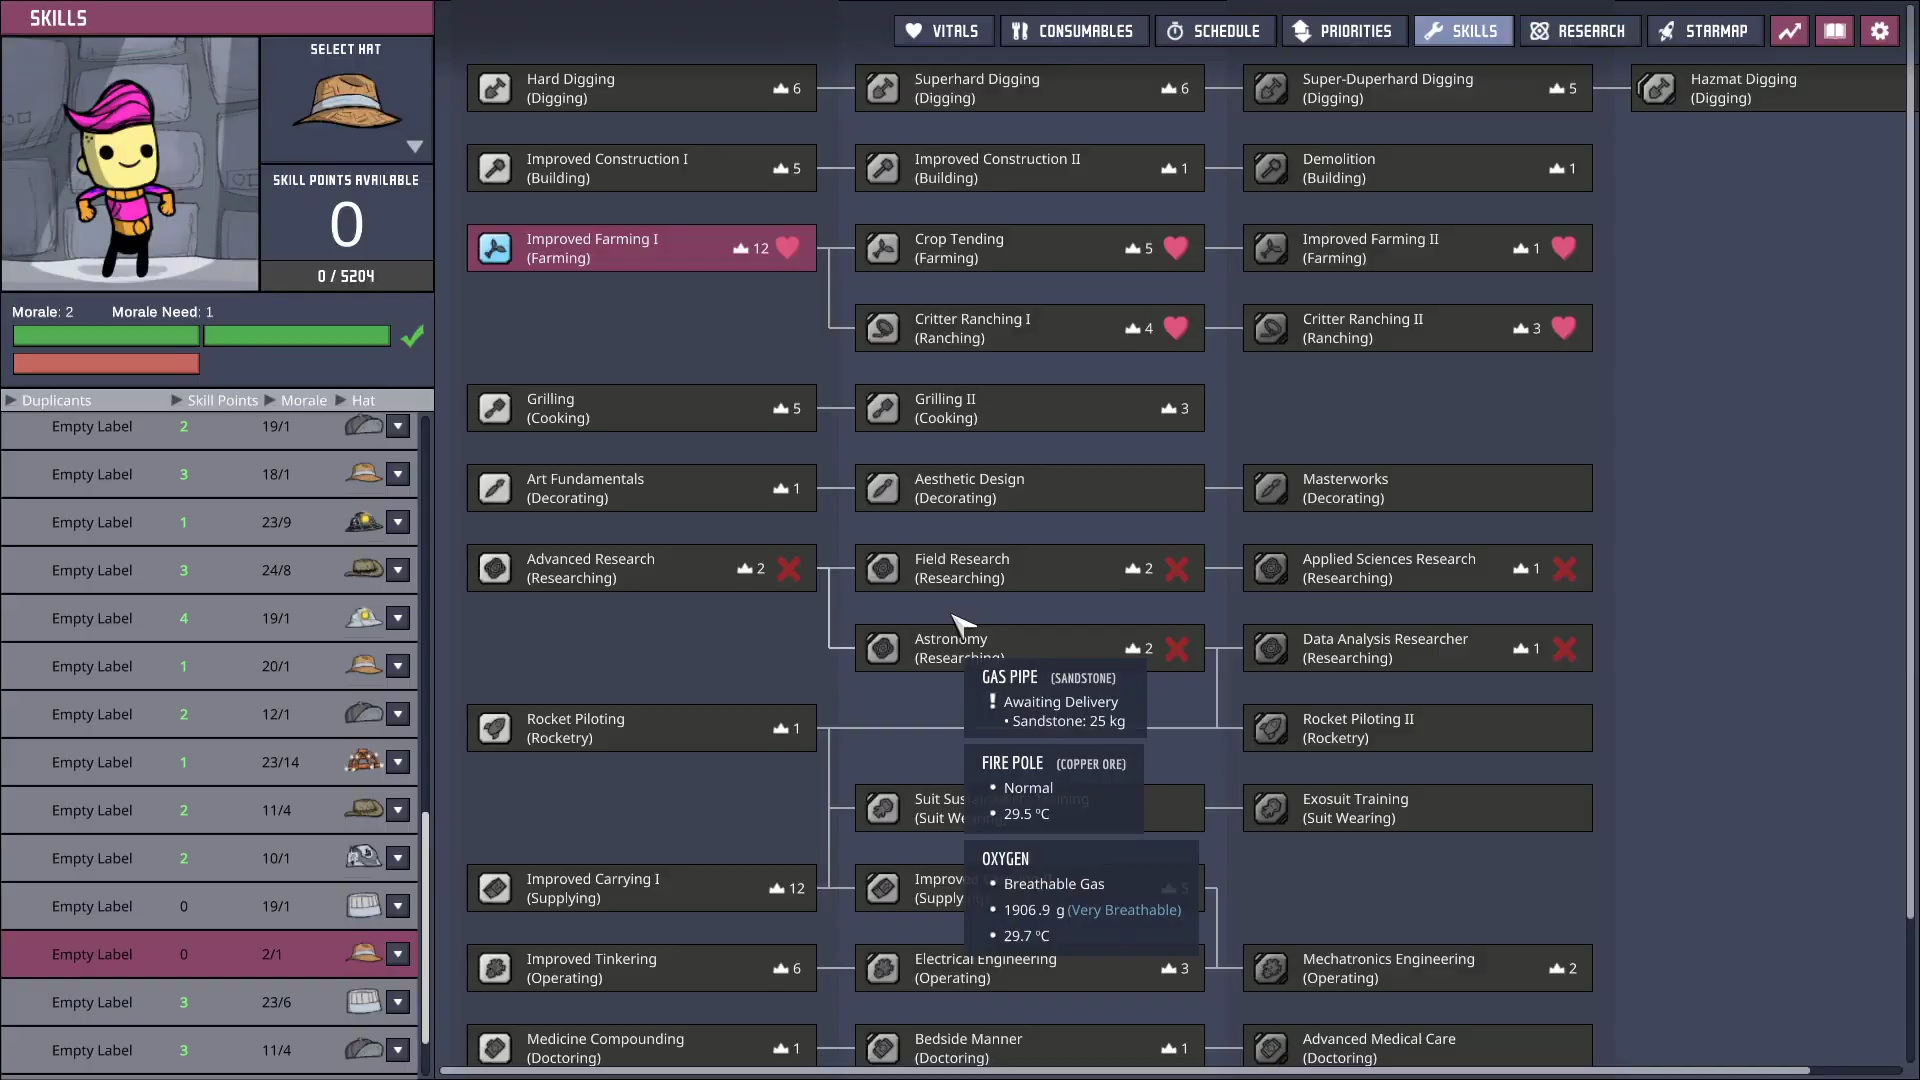 SKILLS
VITALS
CONSUMABLES
SCHEDULE
PRIORITIES
SKILLS
RESEARCH
STARMAP
SELECT HAT
SKILL POINTS AVAILABLE
0
0 / 5204
Morale: 2 Morale Need: 1
Duplicants Skill Points Morale Hat
Empty Label 2 19/1
Empty Label 3 18/1
Empty Label 1 23/9
Empty Label 3 24/8
Empty Label 4 19/1
Empty Label 1 20/1
Empty Label 2 12/1
Empty Label 1 23/14
Empty Label 2 11/4
Empty Label 2 10/1
Empty Label 0 19/1
Empty Label 0 2/1
Empty Label 3 23/6
Empty Label 3 11/4
Hard Digging
(Digging)
6
Superhard Digging
(Digging)
6
Super-Duperhard Digging
(Digging)
5
Hazmat Digging
(Digging)
Improved Construction I
(Building)
5
Improved Construction II
(Building)
1
Demolition
(Building)
1
Improved Farming I
(Farming)
12
Crop Tending
(Farming)
5
Improved Farming II
(Farming)
1
Critter Ranching I
(Ranching)
4
Critter Ranching II
(Ranching)
3
Grilling
(Cooking)
5
Grilling II
(Cooking)
3
Art Fundamentals
(Decorating)
1
Aesthetic Design
(Decorating)
Masterworks
(Decorating)
Advanced Research
(Researching)
2
Field Research
(Researching)
2
Applied Sciences Research
(Researching)
1
Astronomy
(Researching)
2
Data Analysis Researcher
(Researching)
1
Rocket Piloting
(Rocketry)
1
Rocket Piloting II
(Rocketry)
Suit
(Suit
Exosuit Training
(Suit Wearing)
Improved Carrying I
(Supplying)
12
5
Improved Tinkering
(Operating)
6
Electrical Engineering
(Operating)
3
Mechatronics Engineering
(Operating)
2
Medicine Compounding
(Doctoring)
1
Bedside Manner
(Doctoring)
1
Advanced Medical Care
(Doctoring)
GAS PIPE (SANDSTONE)
! Awaiting Delivery
• Sandstone: 25 kg
FIRE POLE (COPPER ORE)
• Normal
• 29.5 ºC
OXYGEN
• Breathable Gas
• 1906.9 g (Very Breathable)
• 29.7 ºC